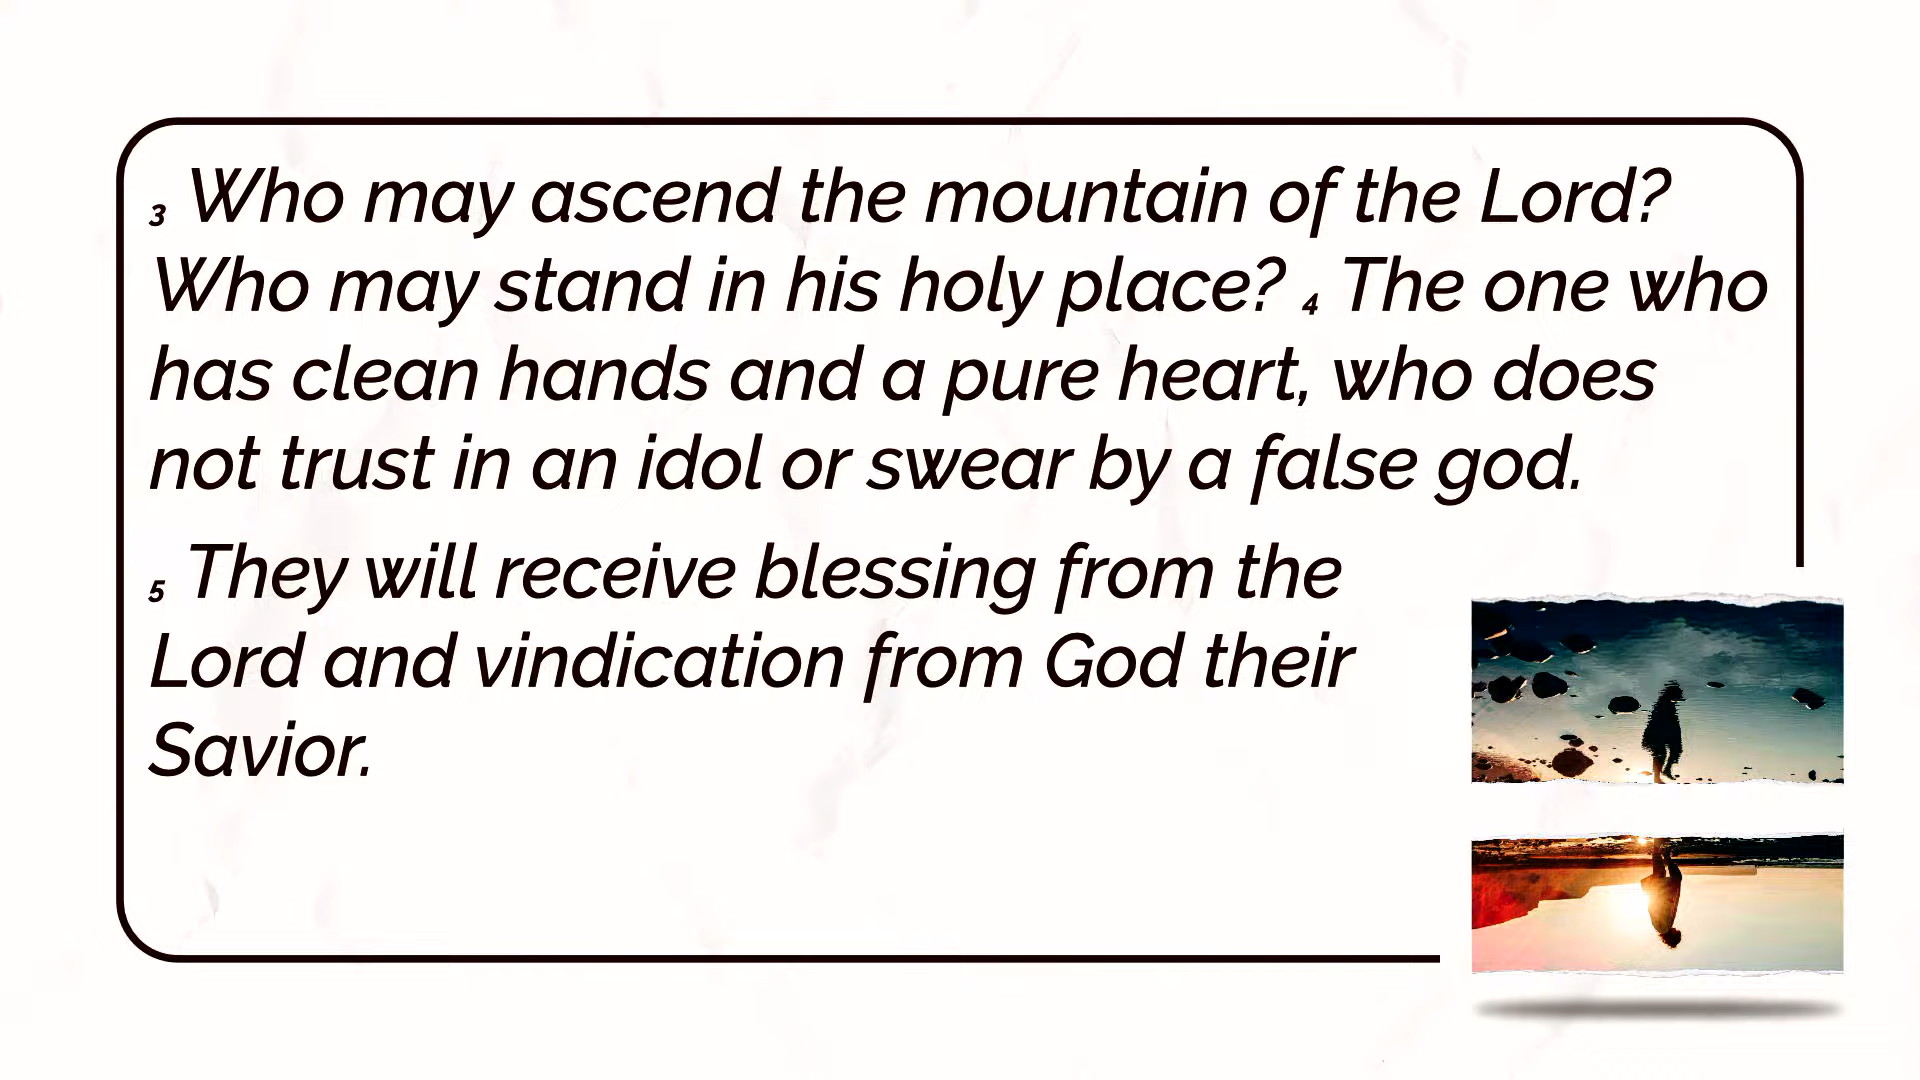 3 Who may ascend the mountain of the Lord?
Who may stand in his holy place? 4 The one who
has clean hands and a pure heart, who does
not trust in an idol or swear by a false god.
5 They will receive blessing from the
Lord and vindication from God their
Savior.